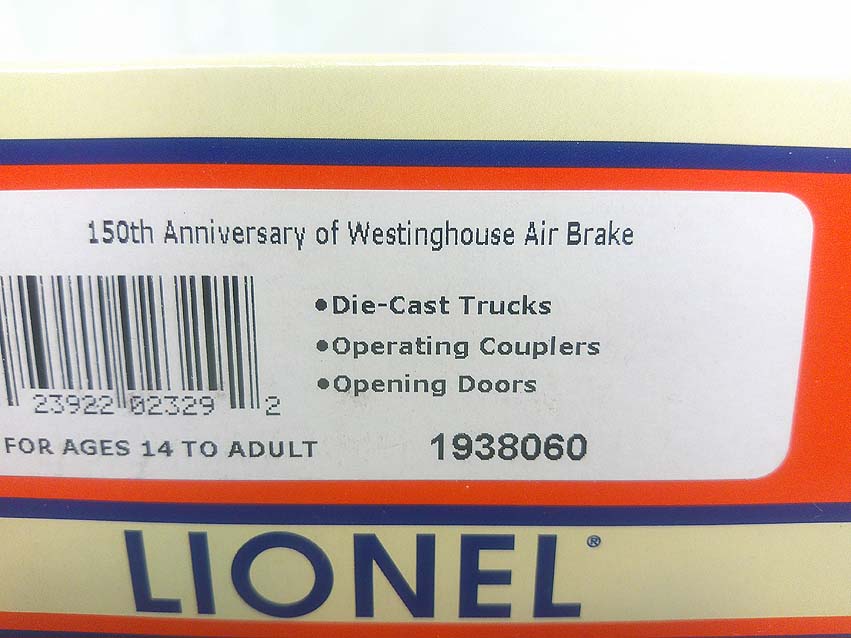 150th Anniversary of Westinghouse Air Brake
•Die-Cast Trucks
•Operating Couplers
•Opening Doors
23922 02329 2
FOR AGES 14 TO ADULT
1938060
LIONEL®